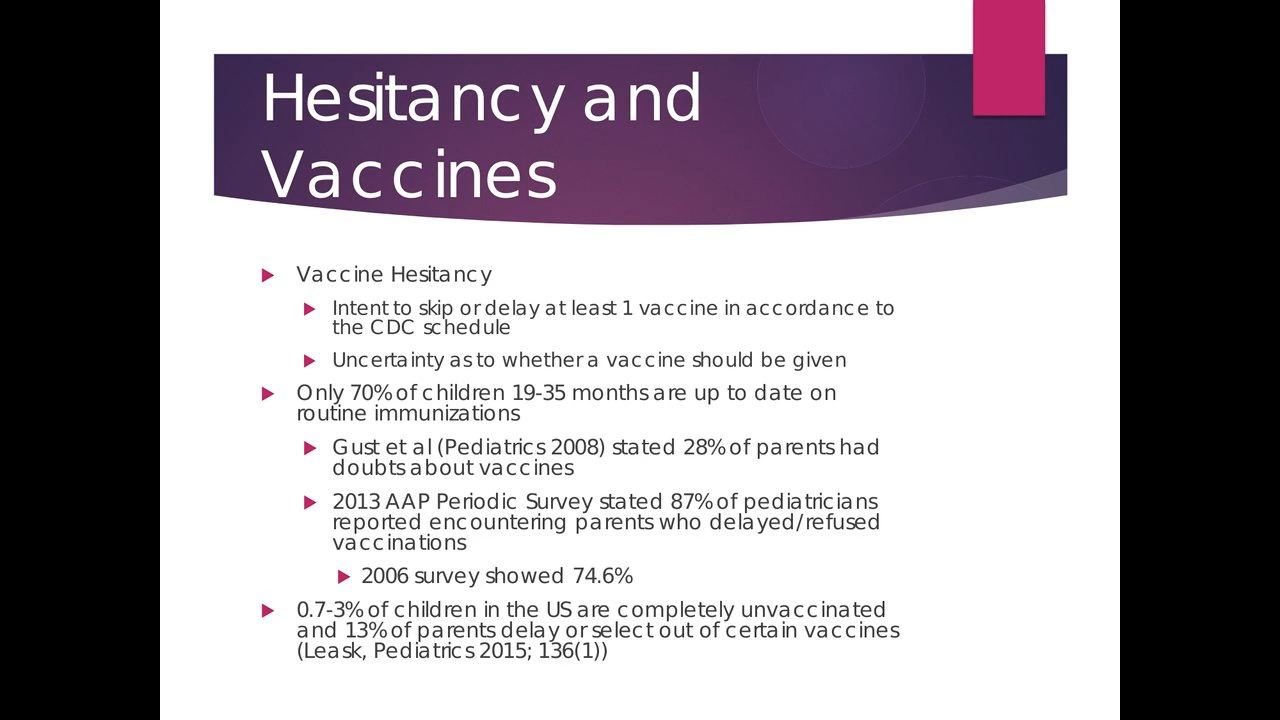 Hesitancy and
Vaccines
Vaccine Hesitancy
Intent to skip or delay at least 1 vaccine in accordance to
the CDC schedule
Uncertainty as to whether a vaccine should be given
Only 70% of children 19-35 months are up to date on
routine immunizations
Gust et al (Pediatrics 2008) stated 28% of parents had
doubts about vaccines
2013 AAP Periodic Survey stated 87% of pediatricians
reported encountering parents who delayed/refused
vaccinations
2006 survey showed 74.6%
0.7-3% of children in the US are completely unvaccinated
and 13% of parents delay or select out of certain vaccines
(Leask, Pediatrics 2015; 136(1))